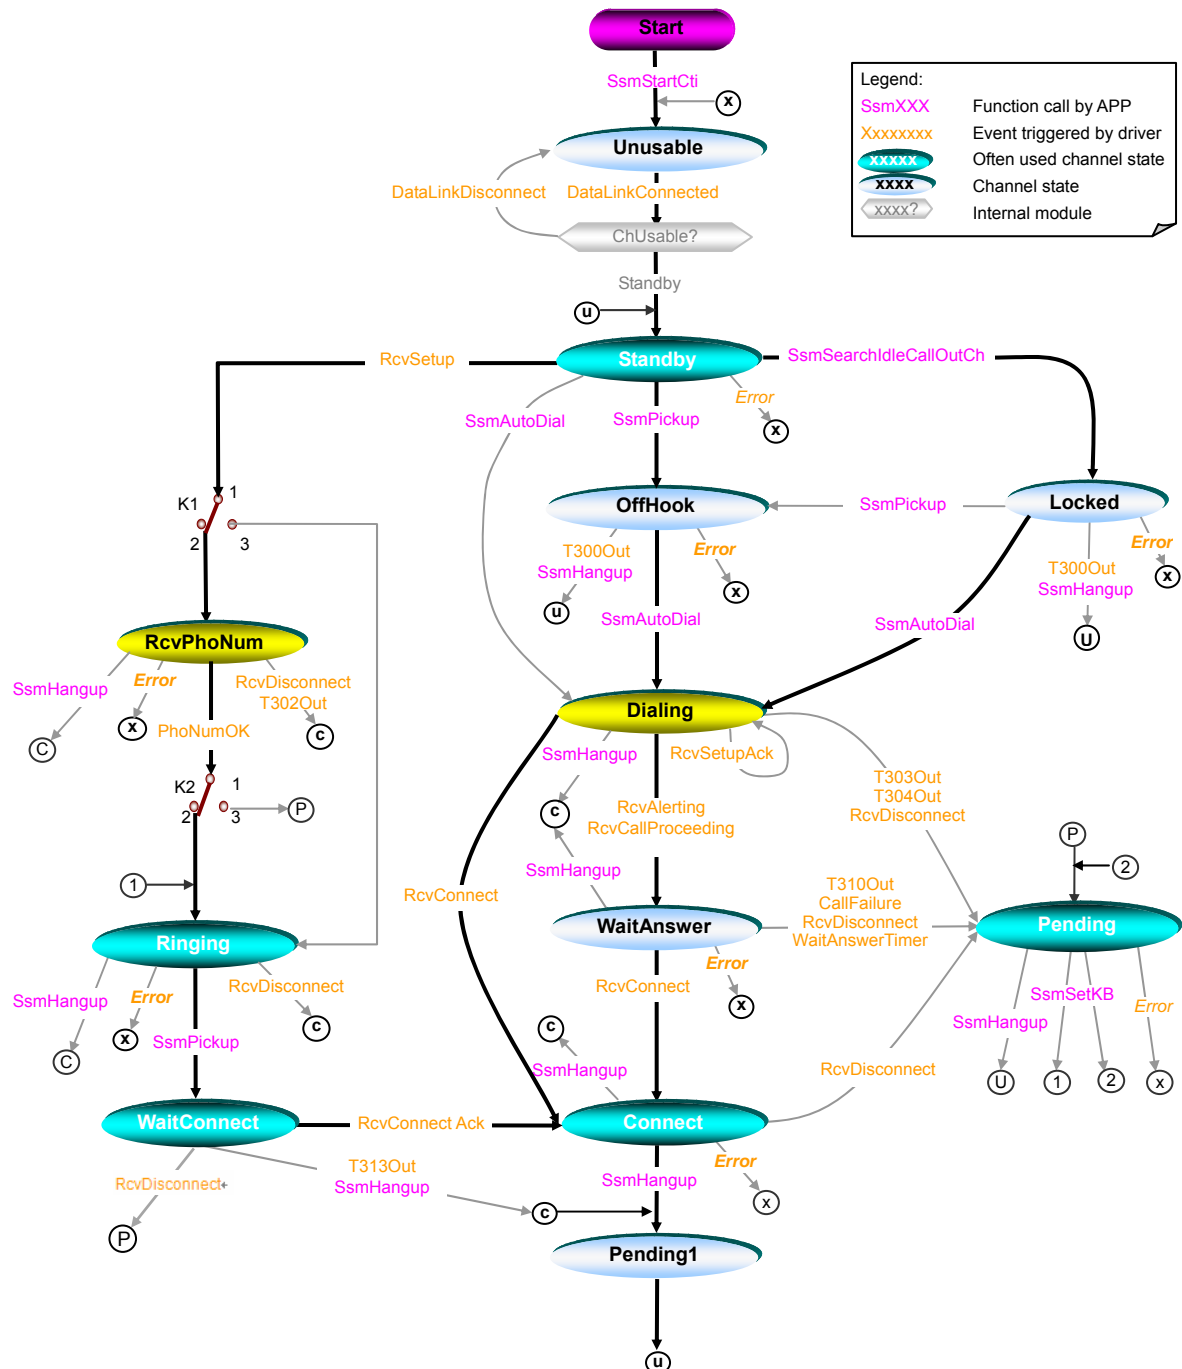 Start
SsmStartCti
x
Legend:
SsmXXX Function call by APP
Xxxxxxxx Event triggered by driver
xxxxx Often used channel state
xxxx Channel state
xxxx? Internal module
Unusable
DataLinkDisconnect
DataLinkConnected
ChUsable?
Standby
u
Standby
RcvSetup
SsmSearchIdleCallOutCh
SsmAutoDial
SsmPickup
Error
x
K1
1
2
3
OffHook
SsmPickup
Locked
T300Out
SsmHangup
u
Error
x
T300Out
SsmHangup
U
Error
x
SsmAutoDial
SsmAutoDial
RcvPhoNum
SsmHangup
C
Error
x
RcvDisconnect
T302Out
c
PhoNumOK
K2
1
2
3
P
Dialing
SsmHangup
c
RcvSetupAck
T303Out
T304Out
RcvDisconnect
RcvAlerting
RcvCallProceeding
SsmHangup
RcvConnect
P
2
1
T310Out
CallFailure
RcvDisconnect
WaitAnswerTimer
WaitAnswer
Pending
Ringing
SsmHangup
C
Error
x
RcvDisconnect
c
SsmPickup
RcvConnect
Error
x
c
SsmHangup
SsmHangup
U
SsmSetKB
1
2
Error
x
RcvDisconnect
WaitConnect
RcvConnect Ack
Connect
RcvDisconnect
P
T313Out
SsmHangup
c
SsmHangup
Error
x
Pending1
u